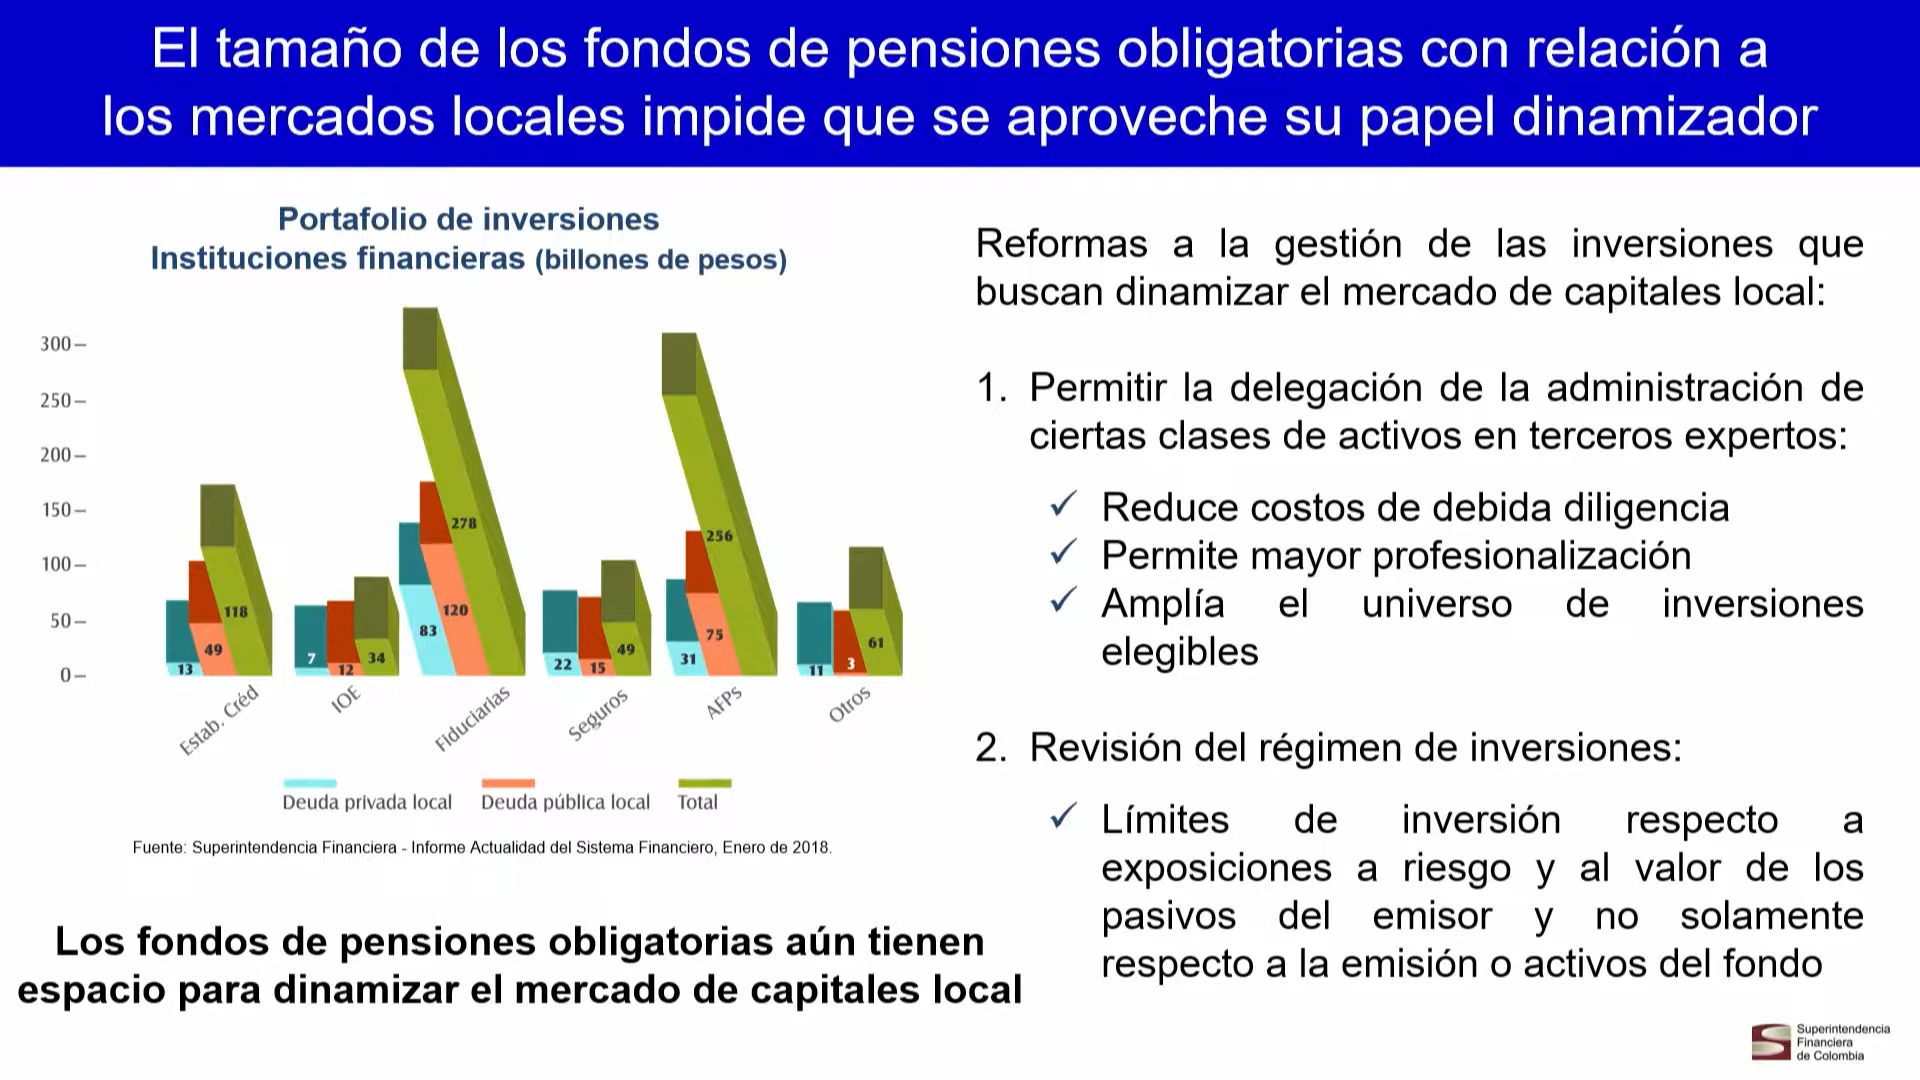 El tamaño de los fondos de pensiones obligatorias con relación a
los mercados locales impide que se aproveche su papel dinamizador
Portafolio de inversiones
Instituciones financieras (billones de pesos)
300
250
200
150
100
50
0
13
49
118
7
12
34
83
120
278
22
15
49
31
75
256
11
3
61
Estab. Créd
IOE
Fiduciarias
Seguros
AFPs
Otros
Deuda privada local
Deuda pública local
Total
Fuente: Superintendencia Financiera - Informe Actualidad del Sistema Financiero, Enero de 2018.
Los fondos de pensiones obligatorias aún tienen
espacio para dinamizar el mercado de capitales local
Reformas a la gestión de las inversiones que
buscan dinamizar el mercado de capitales local:
1. Permitir la delegación de la administración de
ciertas clases de activos en terceros expertos:
✓ Reduce costos de debida diligencia
✓ Permite mayor profesionalización
✓ Amplía el universo de inversiones
elegibles
2. Revisión del régimen de inversiones:
✓ Límites de inversión respecto a
exposiciones a riesgo y al valor de los
pasivos del emisor y no solamente
respecto a la emisión o activos del fondo
Superintendencia
Financiera
de Colombia